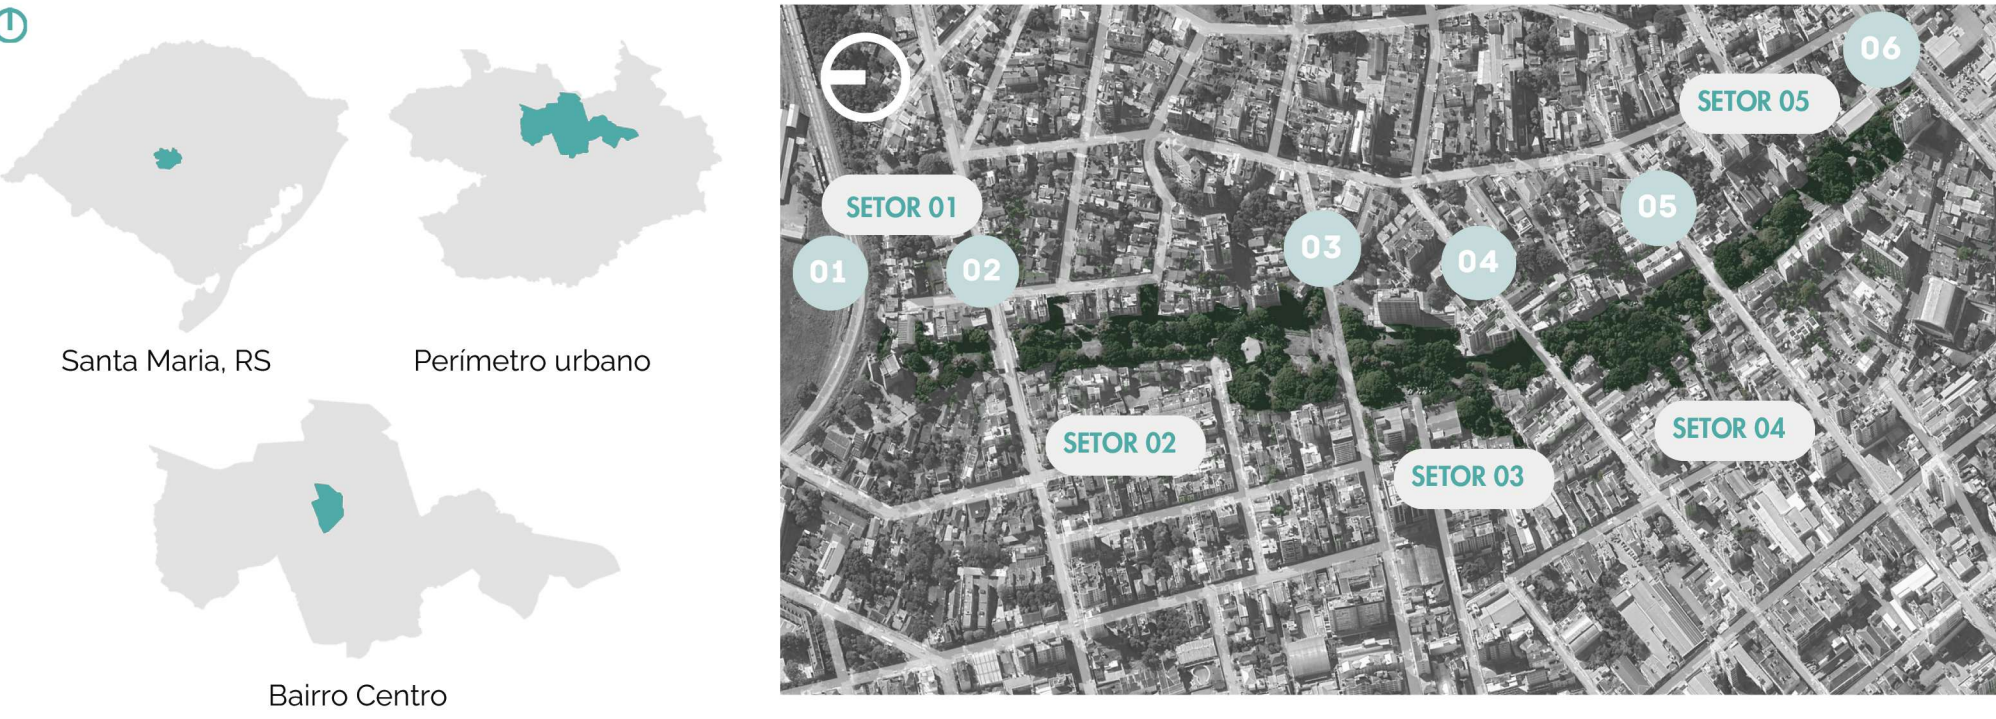 Santa Maria, RS
Perímetro urbano
Bairro Centro
06
SETOR 05
SETOR 01
05
03
04
01
02
SETOR 02
SETOR 04
SETOR 03